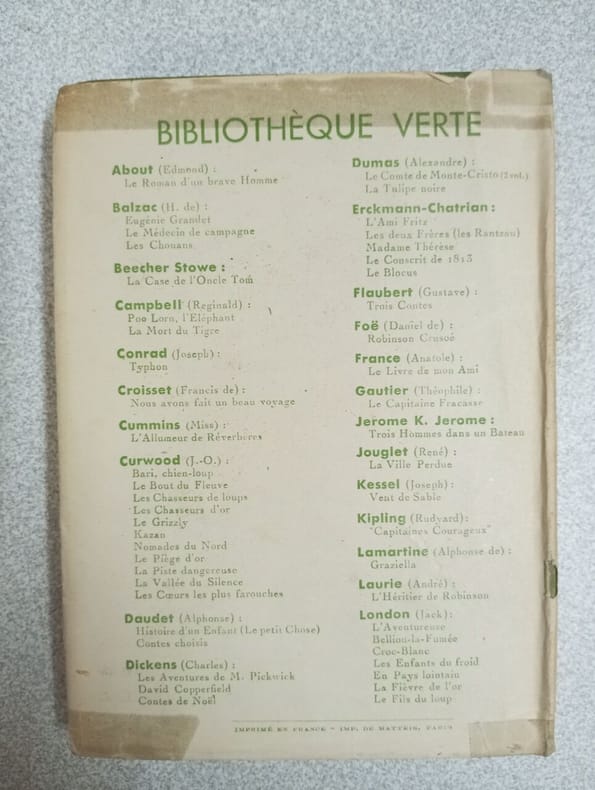 BIBLIOTHÈQUE VERTE
About (Edmond) :
Le Roman d'un brave Homme
Balzac (H. de) :
Eugénie Grandet
Le Médecin de campagne
Les Chouans
Beecher Stowe :
La Case de l'Oncle Tom
Campbell (Reginald) :
Poo Lorn, l'Eléphant
La Mort du Tigre
Conrad (Joseph) :
Typhon
Croisset (Francis de) :
Nous avons fait un beau voyage
Cummins (Miss) :
L'Allumeur de Réverbères
Curwood (J.-O.) :
Bari, chien-loup
Le Bout du Fleuve
Les Chasseurs de loups
Les Chasseurs d'or
Le Grizzly
Kazan
Nomades du Nord
Le Piège d'or
La Piste dangereuse
La Vallée du Silence
Les Cœurs les plus farouches
Daudet (Alphonse) :
Histoire d'un Enfant (Le petit Chose)
Contes choisis
Dickens (Charles) :
Les Aventures de M. Pickwick
David Copperfield
Contes de Noël
Dumas (Alexandre) :
Le Comte de Monte-Cristo (2 vol.)
La Tulipe noire
Erckmann-Chatrian :
L'Ami Fritz
Les deux Frères (les Rantzau)
Madame Thérèse
Le Conscrit de 1813
Le Blocus
Flaubert (Gustave) :
Trois Contes
Foë (Daniel de) :
Robinson Crusoé
France (Anatole) :
Le Livre de mon Ami
Gautier (Théophile) :
Le Capitaine Fracasse
Jerome K. Jerome :
Trois Hommes dans un Bateau
Jouglet (René) :
La Ville Perdue
Kessel (Joseph) :
Vent de Sable
Kipling (Rudyard) :
"Capitaines Courageux"
Lamartine (Alphonse de) :
Graziella
Laurie (André) :
L'Héritier de Robinson
London (Jack) :
L'Aventureuse
Belliou-la-Fumée
Croc-Blanc
Les Enfants du froid
En Pays lointain
La Fièvre de l'or
Le Fils du loup
IMPRIMÉ EN FRANCE - IMP. DE MATTEIS, PARIS